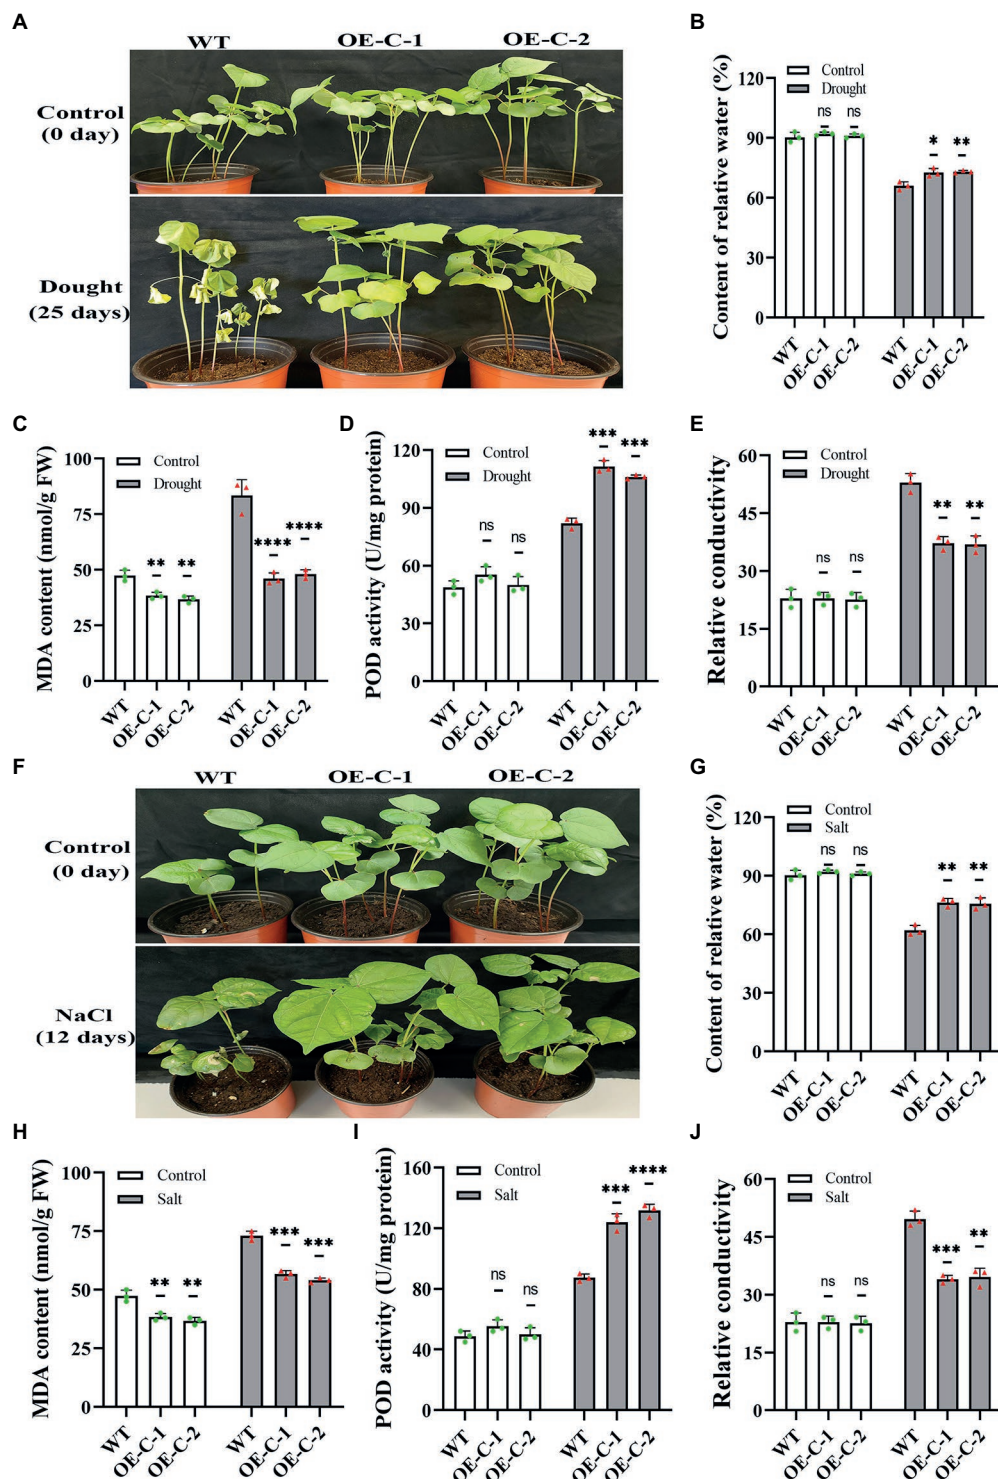 A
WT OE-C-1 OE-C-2
Control
(0 day)
Dought
(25 days)
B
Content of relative water (%)
120
90
60
30
0
Control
Drought
ns ns * **
WT OE-C-1 OE-C-2 WT OE-C-1 OE-C-2
C
MDA content (nmol/g FW)
100
75
50
25
0
Control
Drought
** ** **** ****
WT OE-C-1 OE-C-2 WT OE-C-1 OE-C-2
D
POD activity (U/mg protein)
120
90
60
30
0
Control
Drought
ns ns *** ***
WT OE-C-1 OE-C-2 WT OE-C-1 OE-C-2
E
Relative conductivity
60
45
30
15
0
Control
Drought
ns ns ** **
WT OE-C-1 OE-C-2 WT OE-C-1 OE-C-2
F
WT OE-C-1 OE-C-2
Control
(0 day)
NaCl
(12 days)
G
Content of relative water (%)
120
90
60
30
0
Control
Salt
ns ns ** **
WT OE-C-1 OE-C-2 WT OE-C-1 OE-C-2
H
MDA content (nmol/g FW)
100
75
50
25
0
Control
Salt
** ** *** ***
WT OE-C-1 OE-C-2 WT OE-C-1 OE-C-2
I
POD activity (U/mg protein)
160
120
80
40
0
Control
Salt
ns ns *** ****
WT OE-C-1 OE-C-2 WT OE-C-1 OE-C-2
J
Relative conductivity
60
45
30
15
0
Control
Salt
ns ns *** **
WT OE-C-1 OE-C-2 WT OE-C-1 OE-C-2